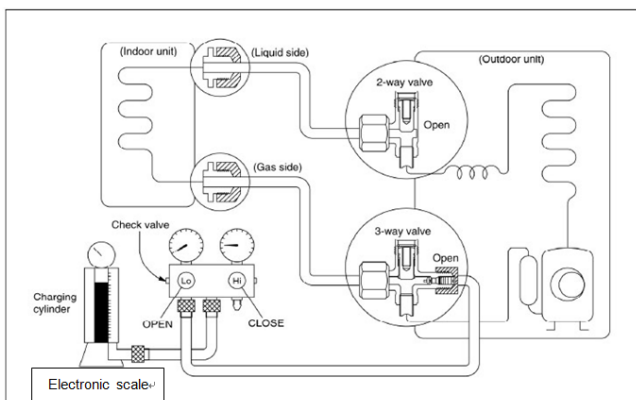 (Indoor unit)
(Liquid side)
2-way valve
(Outdoor unit)
Open
(Gas side)
3-way valve
Open
Check valve
Lo
Hi
Charging
cylinder
OPEN
CLOSE
Electronic scale